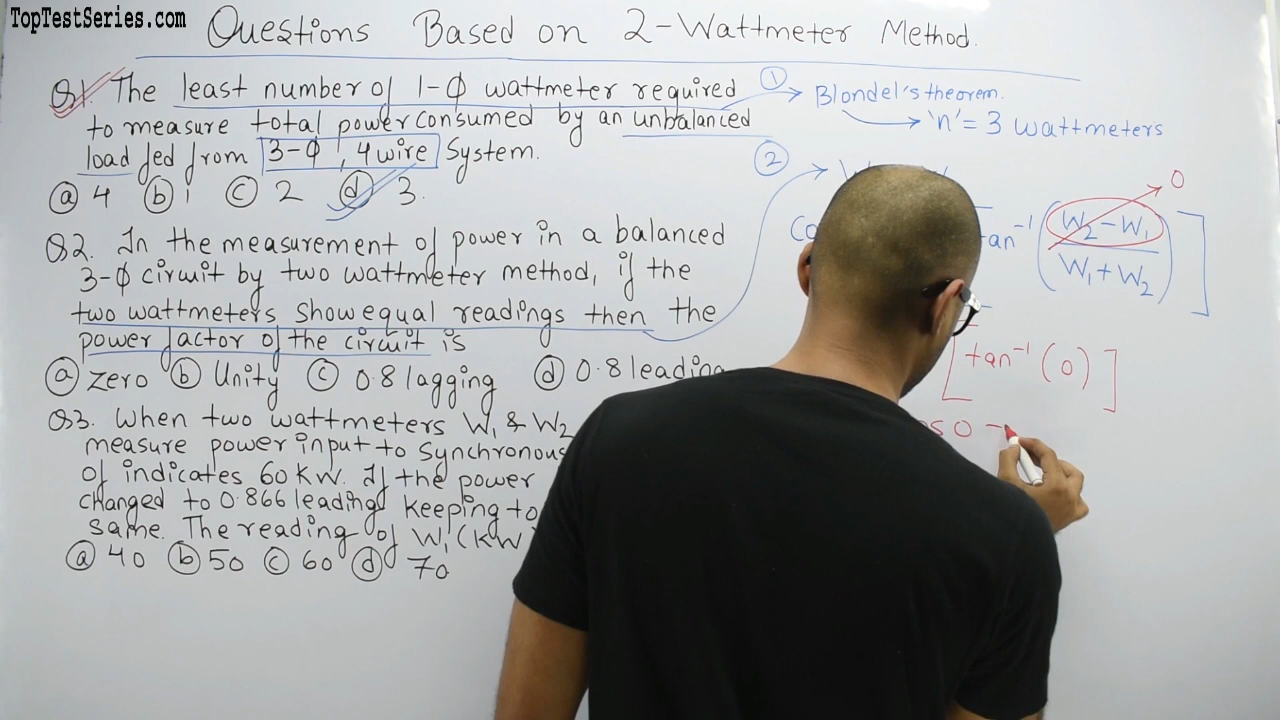 TopTestSeries.com
Questions Based on 2-Wattmeter Method.
Q1. The least number of 1-Φ wattmeter required
to measure total power consumed by an unbalanced
load fed from 3-Φ, 4 wire System.
(a) 4 (b) 1 (c) 2 (d) 3.
Q2. In the measurement of power in a balanced
3-Φ circuit by two wattmeter method, if the
two wattmeters show equal readings then the
power factor of the circuit is
(a) zero (b) Unity (c) 0.8 lagging (d) 0.8 leading
Q3. When two wattmeters W₁ & W₂
measure power input to Synchronous
of indicates 60 KW. If the power
changed to 0.866 leading keeping
same. The reading of W₁ (KW)
(a) 40 (b) 50 (c) 60 (d) 70
① Blondel's theorem.
'n' = 3 wattmeters
②
0
tan⁻¹ ( W₂ - W₁ / W₁ + W₂ ) ]
[ tan⁻¹ (0) ]
0